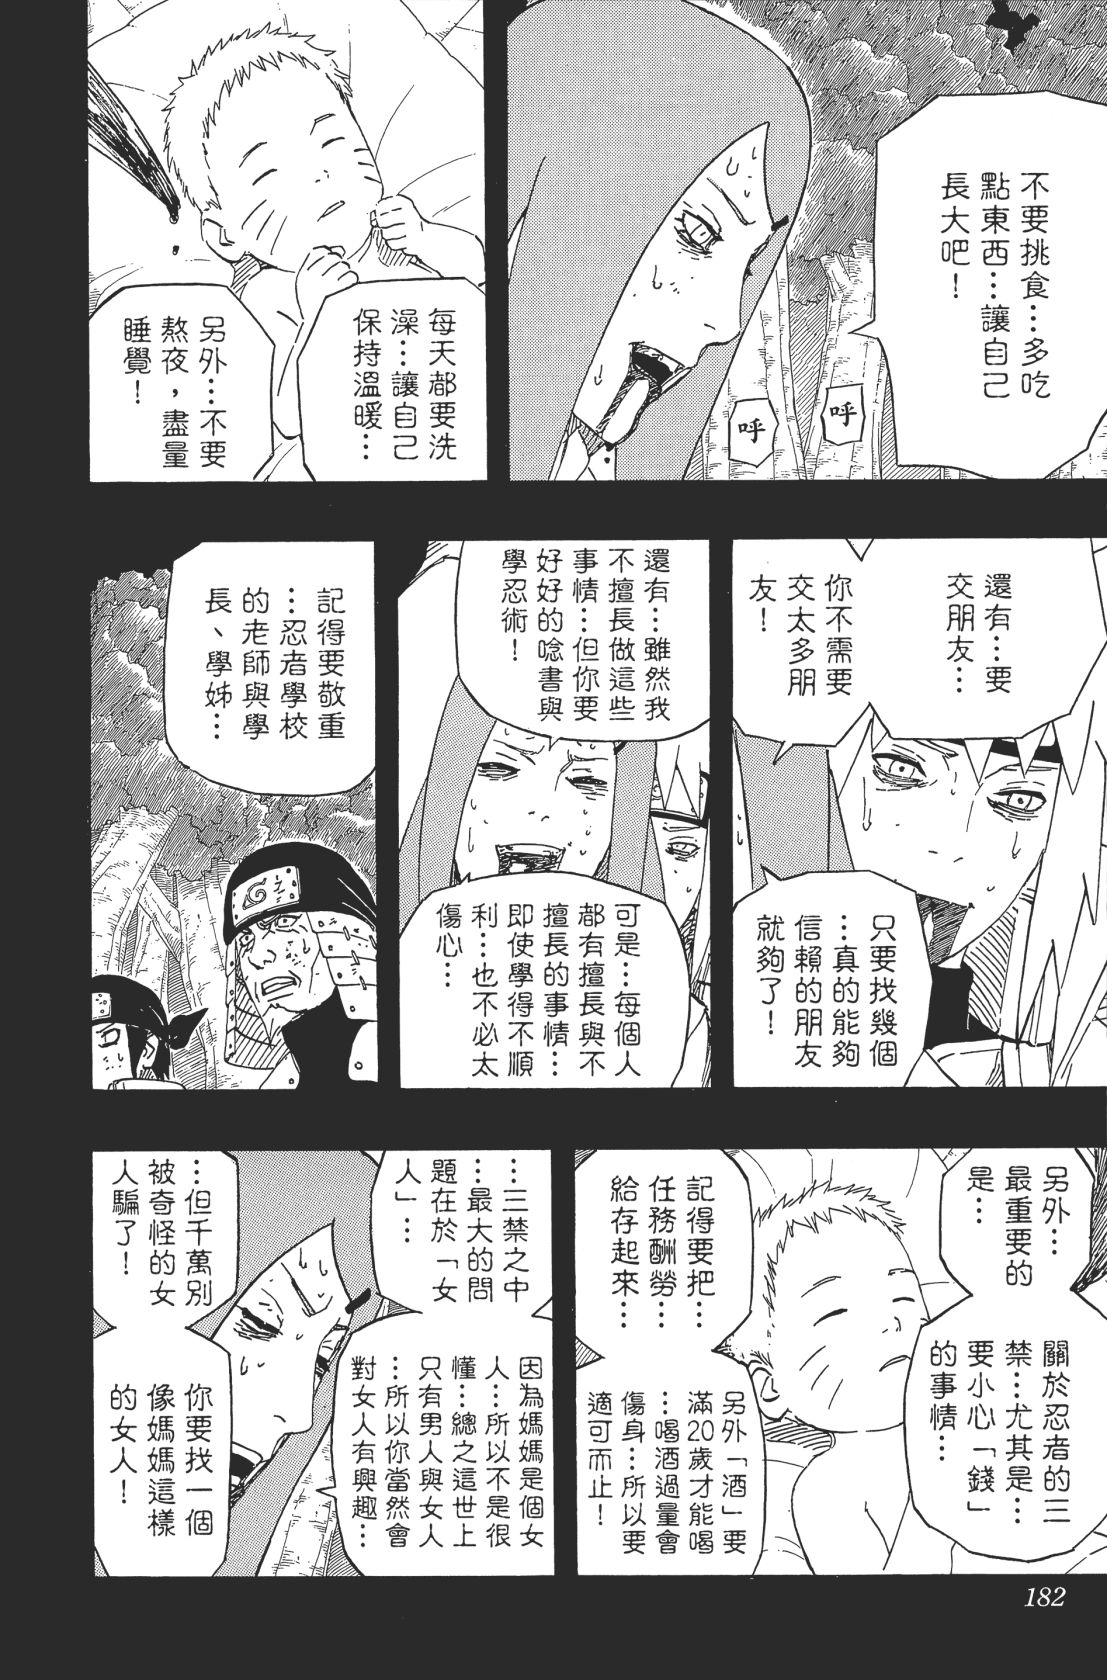 不要挑食…多吃
點東西…讓自己
長大吧！
呼
呼
每天都要洗
澡…讓自己
保持溫暖…
另外…不要
熬夜，盡量
睡覺！
還有…要
交朋友…
你不需要
交太多朋
友！
只要找幾個
…真的能夠
信賴的朋友
就夠了！
還有…雖然我
不擅長做這些
事情…但你要
好好的唸書與
學忍術！
可是…每個人
都有擅長與不
擅長的事情…
即使學得不順
利…也不必太
傷心…
記得要敬重
…忍者學校
的老師與學
長、學姊…
另外…
最重要的
是…
關於忍者的三
禁…尤其是…
要小心「錢」
的事情…
記得要把…
任務酬勞…
給存起來…
另外「酒」要
滿20歲才能喝
…喝酒過量會
傷身…所以要
適可而止！
…三禁之中
…最大的問
題在於「女
人」…
因為媽媽是個女
人…所以不是很
懂…總之這世上
只有男人與女人
…所以你當然會
對女人有興趣…
…但千萬別
被奇怪的女
人騙了！
你要找一個
像媽媽這樣
的女人！
182